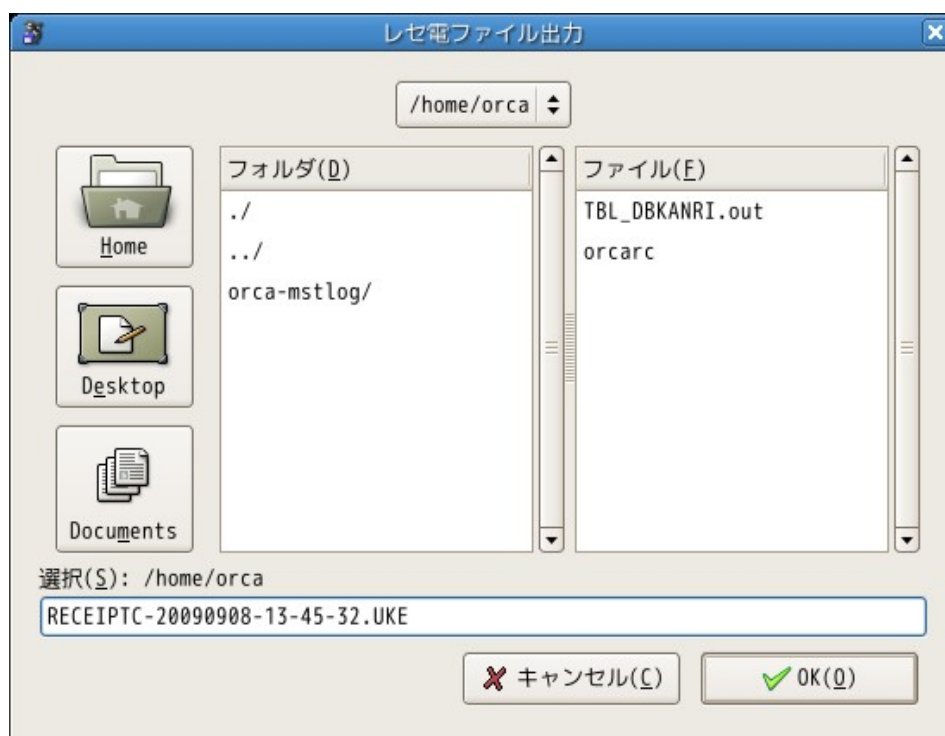 レセ電ファイル出力
/home/orca
Home
Desktop
Documents
フォルダ(D)
./
../
orca-mstlog/
ファイル(F)
TBL_DBKANRI.out
orcarc
選択(S): /home/orca
RECEIPTC-20090908-13-45-32.UKE
キャンセル(C)
OK(O)